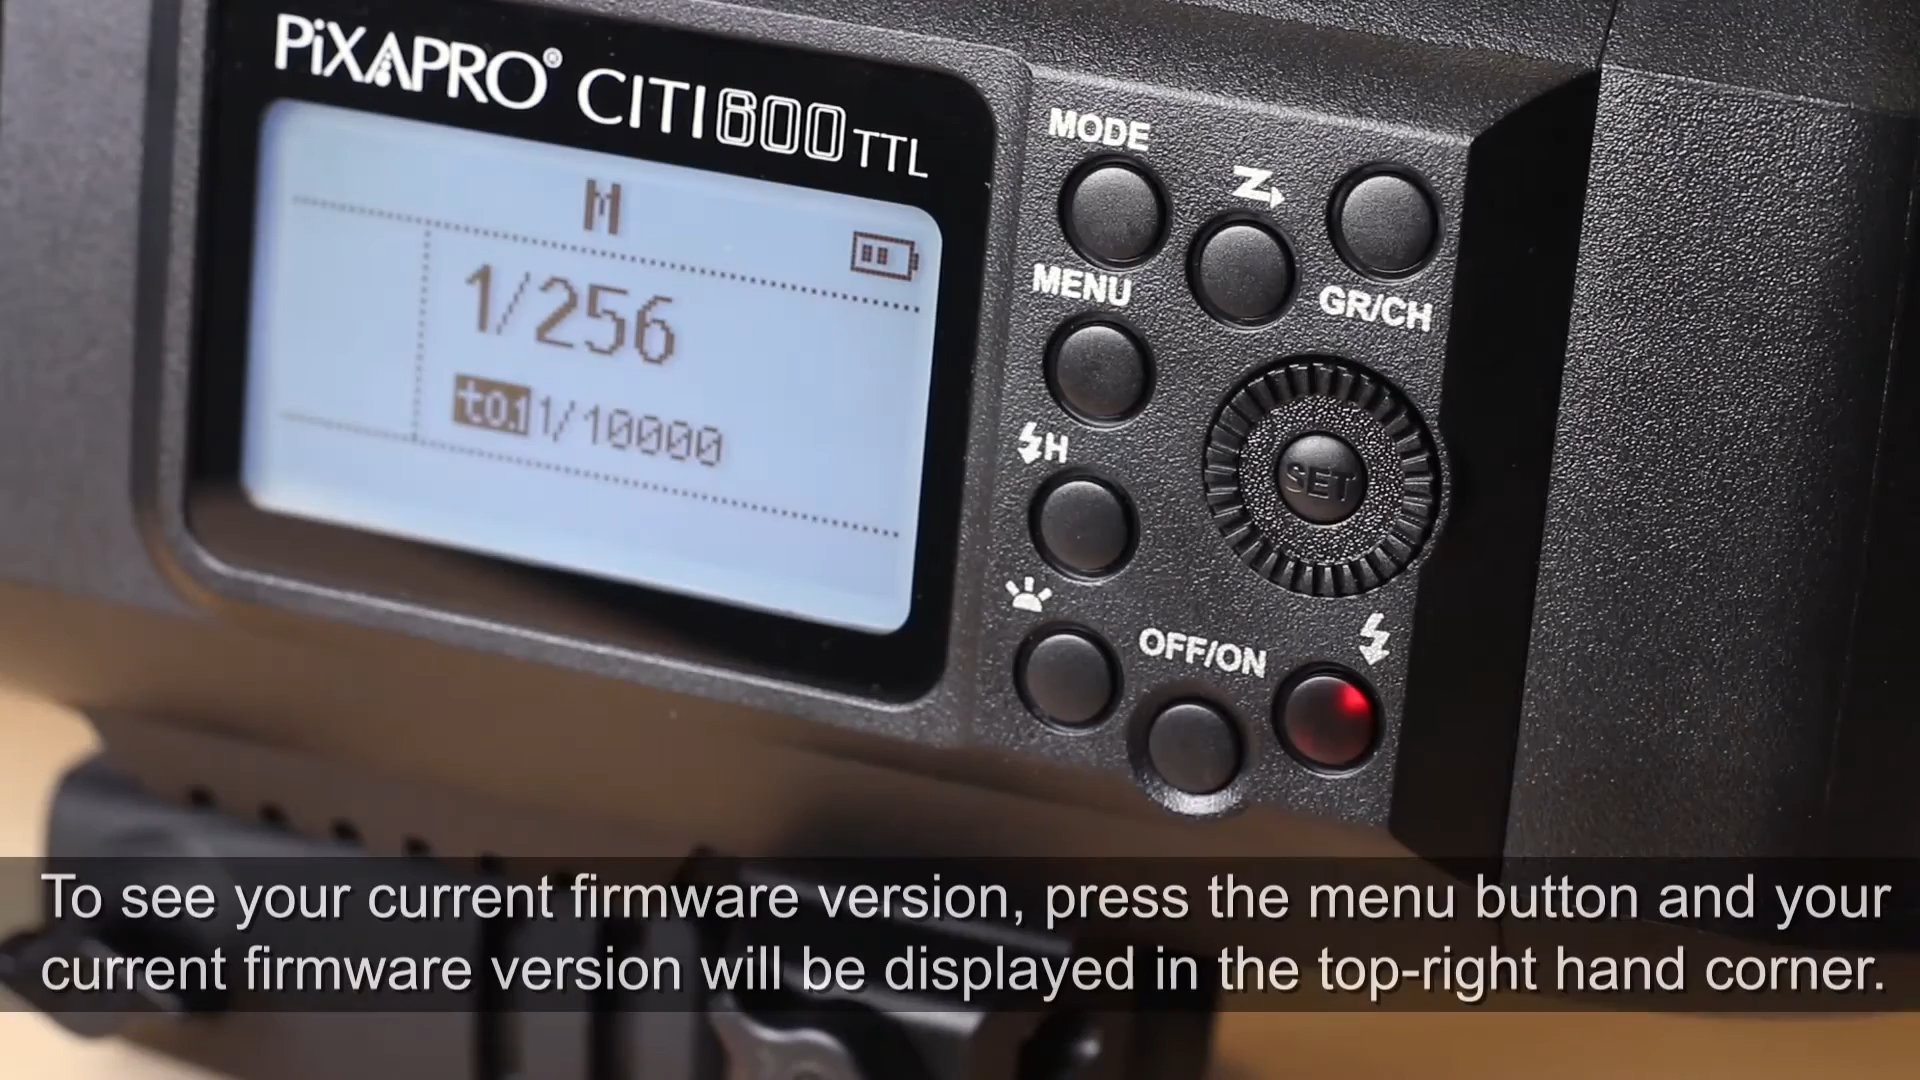 PiXAPRO® CITI600 TTL
M
1/256
t0.1 1/10000
MODE
Z
MENU
GR/CH
H
SET
OFF/ON
To see your current firmware version, press the menu button and your
current firmware version will be displayed in the top-right hand corner.